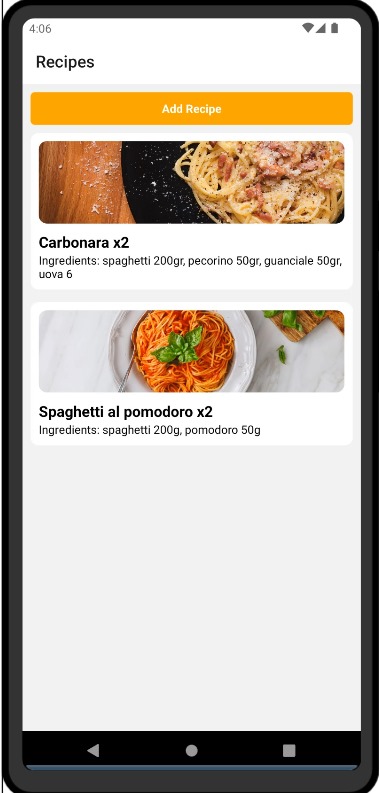 4:06
Recipes
Add Recipe
Carbonara x2
Ingredients: spaghetti 200gr, pecorino 50gr, guanciale 50gr,
uova 6
Spaghetti al pomodoro x2
Ingredients: spaghetti 200g, pomodoro 50g